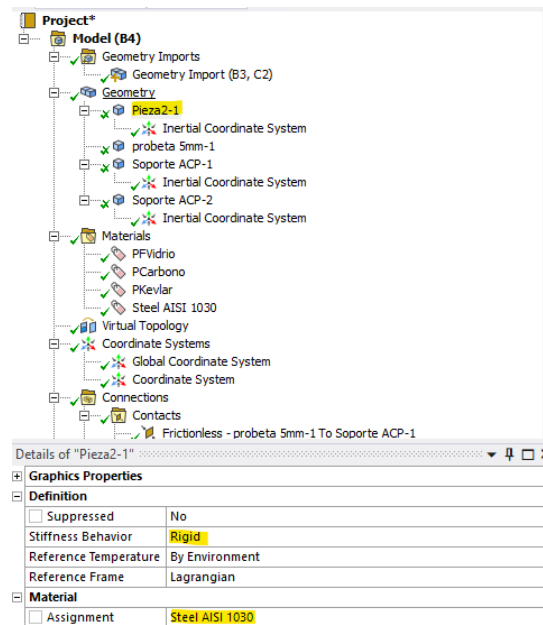 Project*
Model (B4)
Geometry Imports
Geometry Import (B3, C2)
Geometry
Pieza2-1
Inertial Coordinate System
probeta 5mm-1
Soporte ACP-1
Inertial Coordinate System
Soporte ACP-2
Inertial Coordinate System
Materials
PFVidrio
PCarbono
PKevlar
Steel AISI 1030
Virtual Topology
Coordinate Systems
Global Coordinate System
Coordinate System
Connections
Contacts
Frictionless - probeta 5mm-1 To Soporte ACP-1
Details of "Pieza2-1"
Graphics Properties
Definition
Suppressed No
Stiffness Behavior Rigid
Reference Temperature By Environment
Reference Frame Lagrangian
Material
Assignment Steel AISI 1030